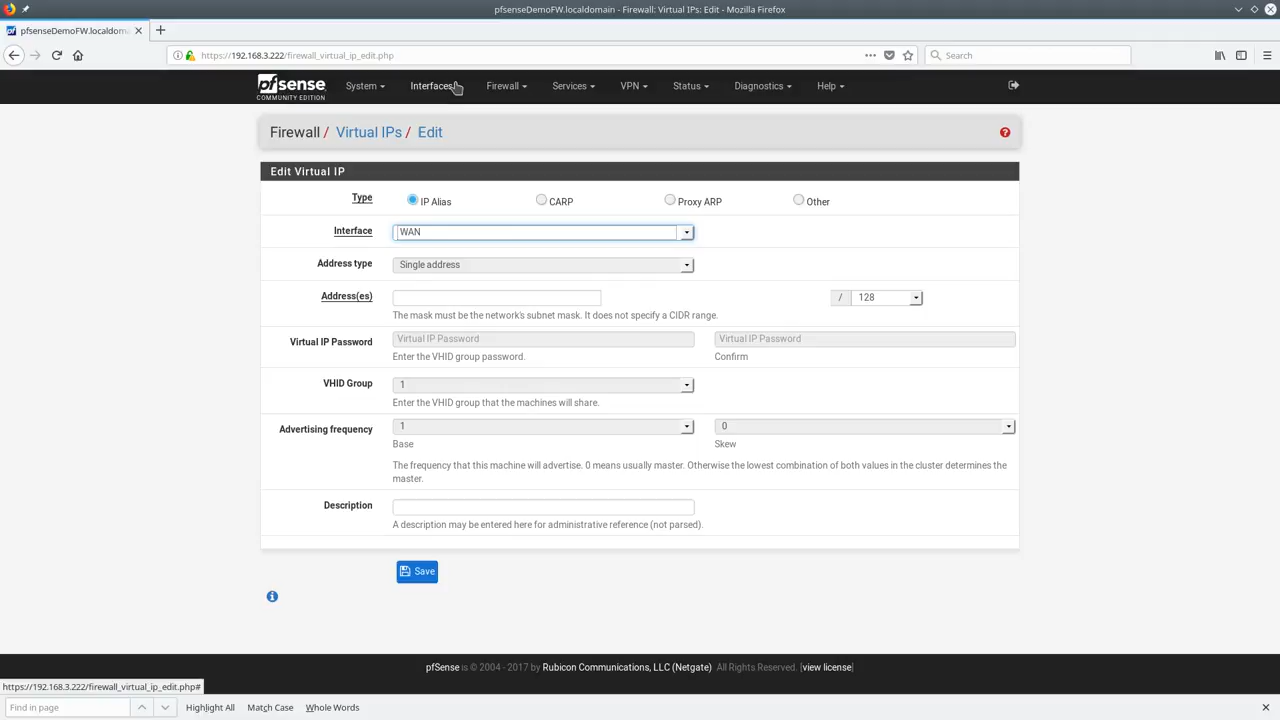 pfsenseDemoFW.localdomain - Firewall: Virtual IPs: Edit - Mozilla Firefox
pfsenseDemoFW.localdom
https://192.168.3.222/firewall_virtual_ip_edit.php
Search
pfsense
COMMUNITY EDITION
System
Interfaces
Firewall
Services
VPN
Status
Diagnostics
Help
Firewall / Virtual IPs / Edit
Edit Virtual IP
Type
IP Alias
CARP
Proxy ARP
Other
Interface
WAN
Address type
Single address
Address(es)
/ 128
The mask must be the network's subnet mask. It does not specify a CIDR range.
Virtual IP Password
Virtual IP Password
Virtual IP Password
Enter the VHID group password.
Confirm
VHID Group
1
Enter the VHID group that the machines will share.
Advertising frequency
1
0
Base
Skew
The frequency that this machine will advertise. 0 means usually master. Otherwise the lowest combination of both values in the cluster determines the
master.
Description
A description may be entered here for administrative reference (not parsed).
Save
pfSense is © 2004 - 2017 by Rubicon Communications, LLC (Netgate). All Rights Reserved. [view license]
https://192.168.3.222/firewall_virtual_ip_edit.php#
Find in page
Highlight All
Match Case
Whole Words